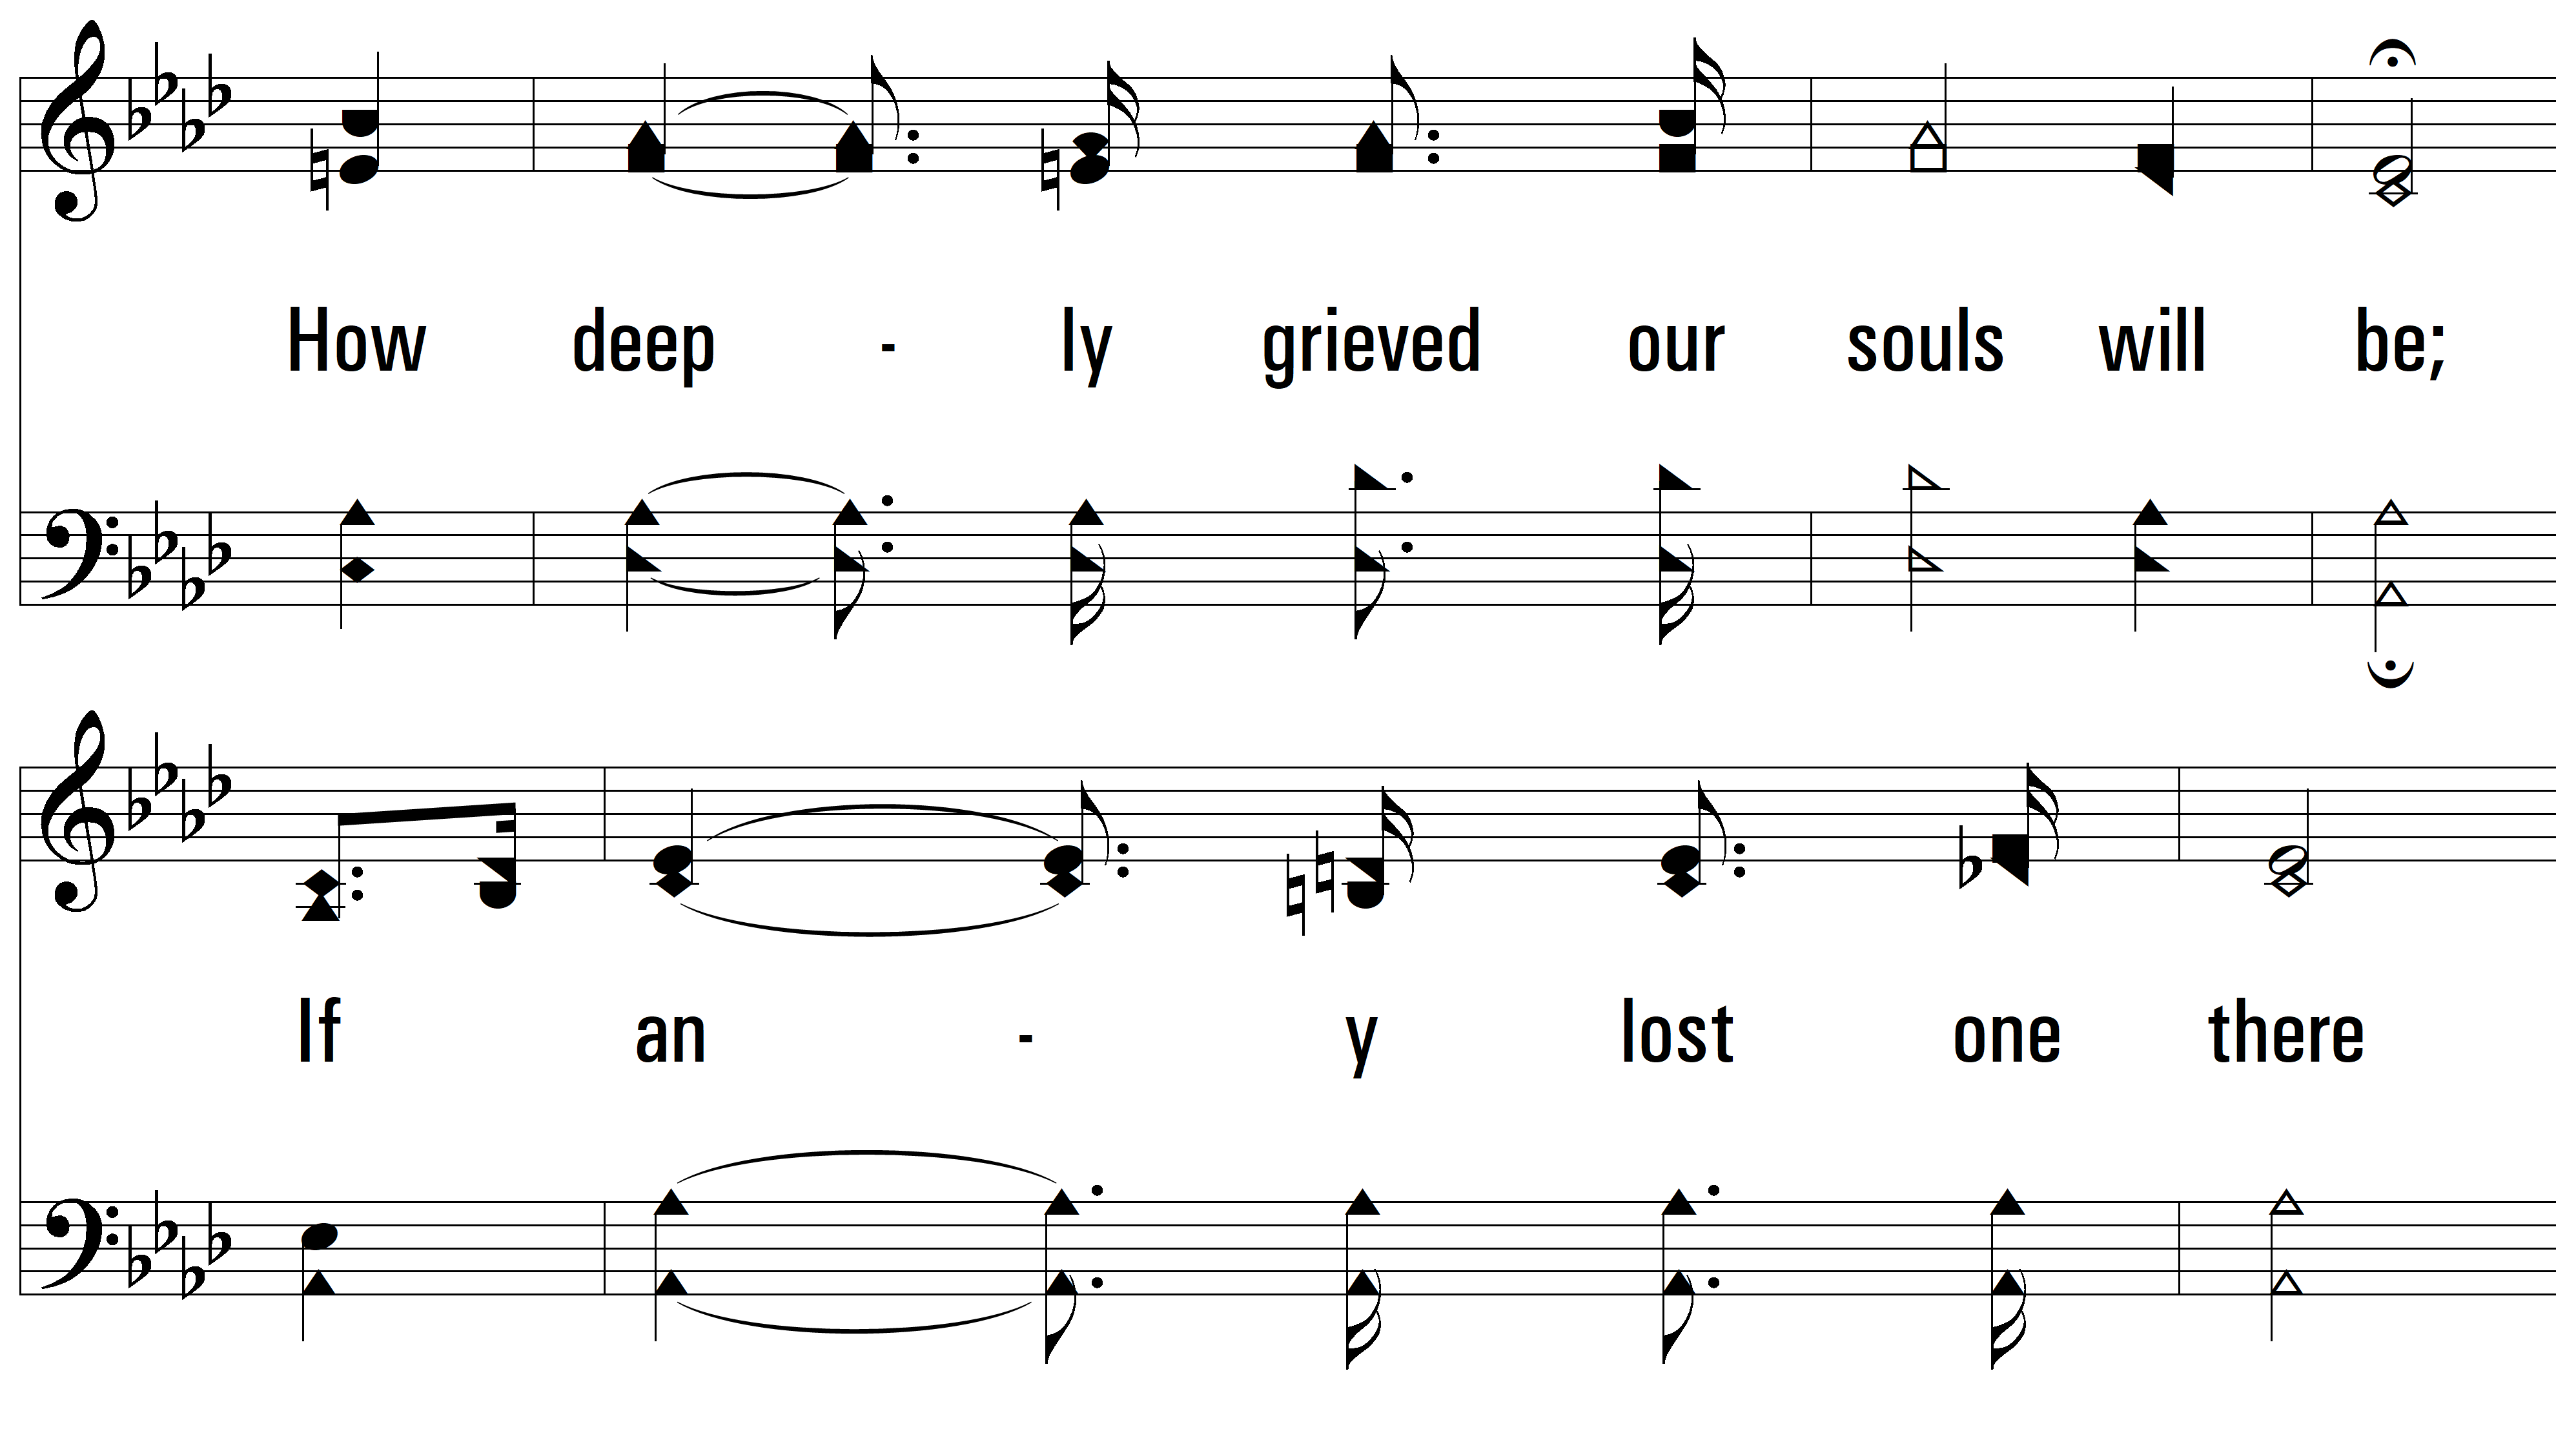 How deep - ly grieved our souls will be;
If an - y lost one there